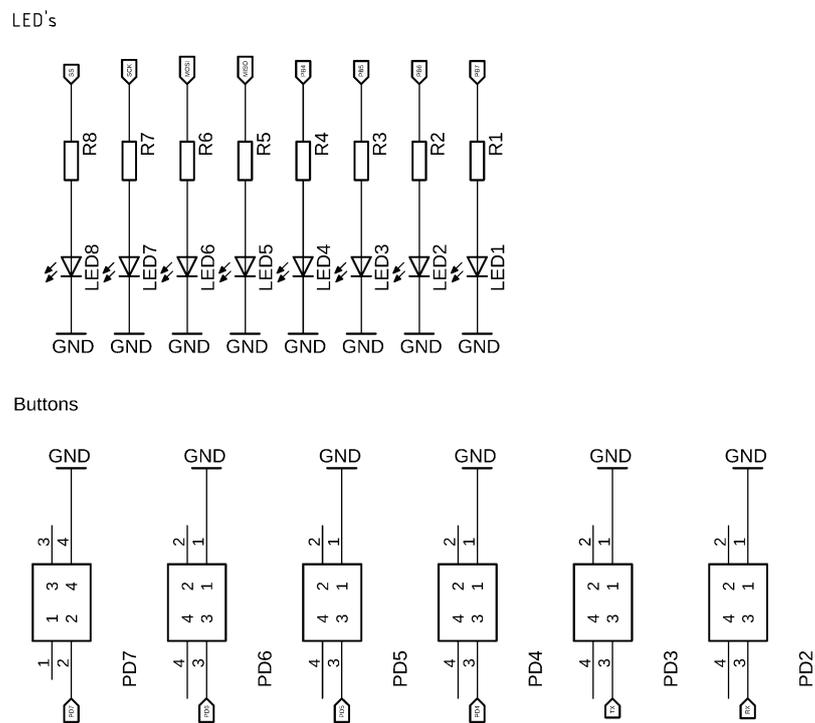 LED's
SS SCK MOSI MISO PB4 PB5 PB6 PB7
R8 R7 R6 R5 R4 R3 R2 R1
LED8 LED7 LED6 LED5 LED4 LED3 LED2 LED1
GND GND GND GND GND GND GND GND
Buttons
GND GND GND GND GND GND
3 4 2 1 2 1 2 1 2 1 2 1
3 4 2 1 2 1 2 1 2 1 2 1
1 2 4 3 4 3 4 3 4 3 4 3
1 2 4 3 4 3 4 3 4 3 4 3
PD7 PD6 PD5 PD4 PD3 PD2
PD7 PD6 PD5 PD4 TX RX